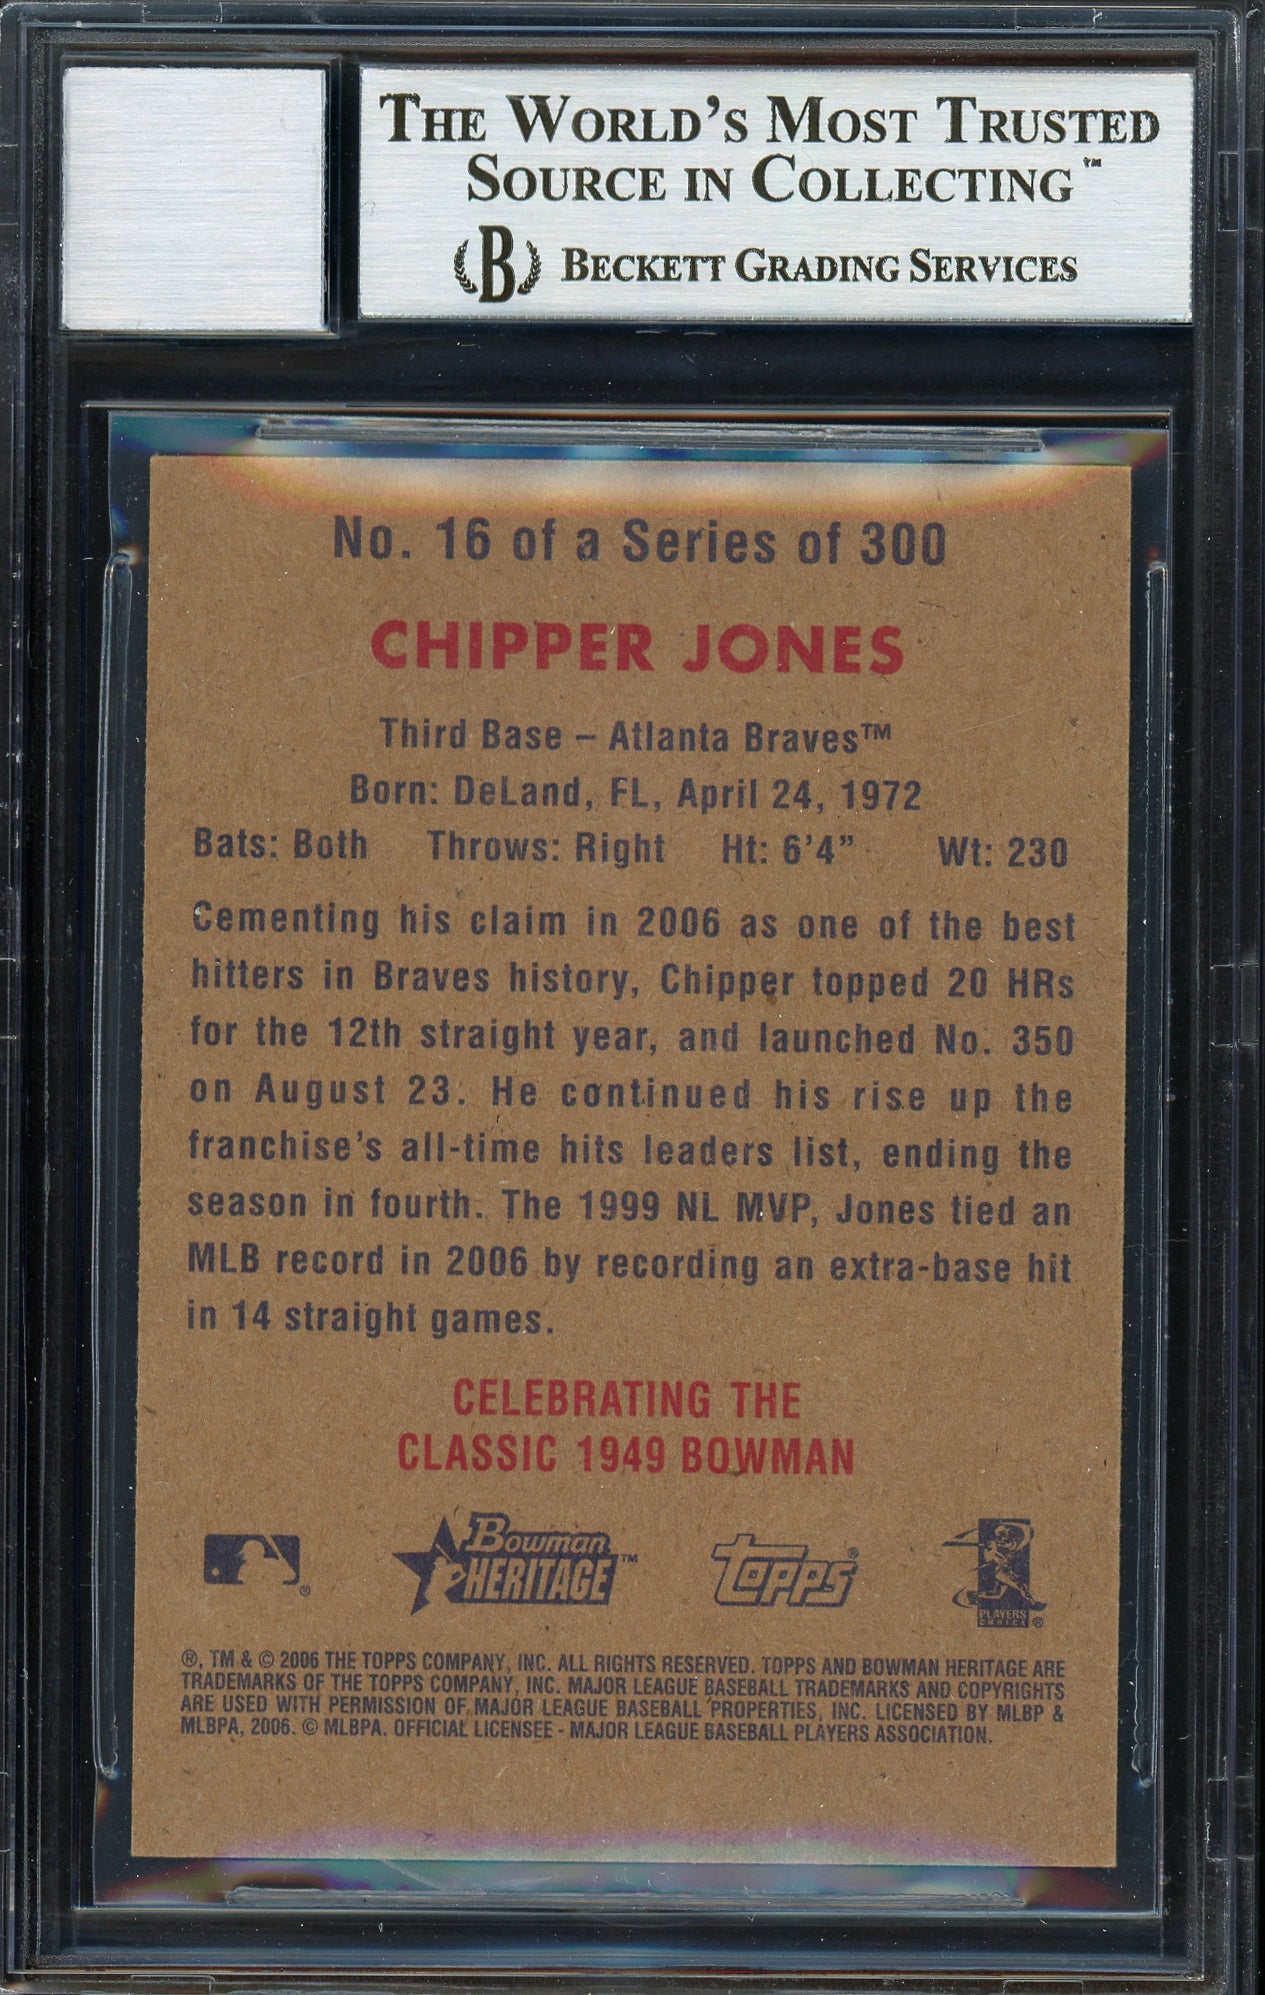 THE WORLD'S MOST TRUSTED
SOURCE IN COLLECTING™
B BECKETT GRADING SERVICES
No. 16 of a Series of 300
CHIPPER JONES
Third Base – Atlanta Braves™
Born: DeLand, FL, April 24, 1972
Bats: Both Throws: Right Ht: 6'4" Wt: 230
Cementing his claim in 2006 as one of the best
hitters in Braves history, Chipper topped 20 HRs
for the 12th straight year, and launched No. 350
on August 23. He continued his rise up the
franchise's all-time hits leaders list, ending the
season in fourth. The 1999 NL MVP, Jones tied an
MLB record in 2006 by recording an extra-base hit
in 14 straight games.
CELEBRATING THE
CLASSIC 1949 BOWMAN
® Bowman HERITAGE™ Topps® PLAYERS CHOICE®
®, TM & © 2006 THE TOPPS COMPANY, INC. ALL RIGHTS RESERVED. TOPPS AND BOWMAN HERITAGE ARE
TRADEMARKS OF THE TOPPS COMPANY, INC. MAJOR LEAGUE BASEBALL TRADEMARKS AND COPYRIGHTS
ARE USED WITH PERMISSION OF MAJOR LEAGUE BASEBALL PROPERTIES, INC. LICENSED BY MLBP &
MLBPA, 2006. © MLBPA. OFFICIAL LICENSEE - MAJOR LEAGUE BASEBALL PLAYERS ASSOCIATION.